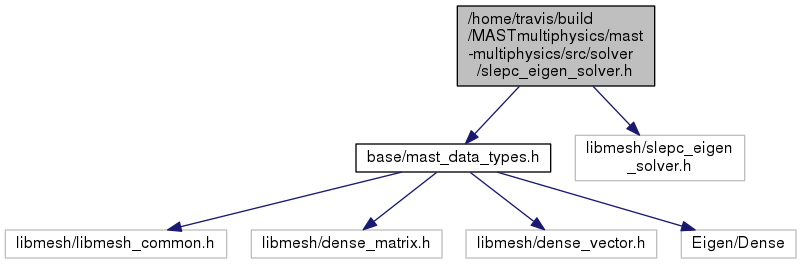 /home/travis/build
/MASTmultiphysics/mast
-multiphysics/src/solver
/slepc_eigen_solver.h
base/mast_data_types.h
libmesh/slepc_eigen
_solver.h
libmesh/libmesh_common.h
libmesh/dense_matrix.h
libmesh/dense_vector.h
Eigen/Dense